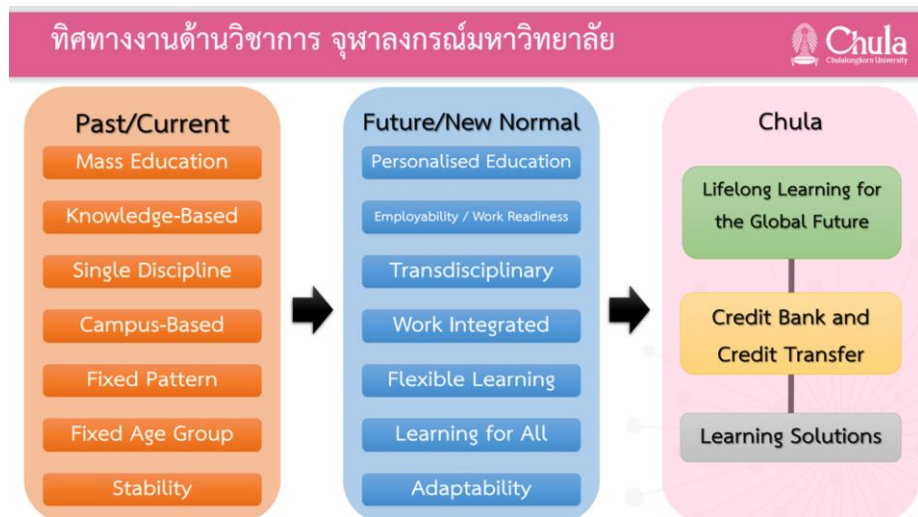 ทิศทางงานด้านวิชาการ จุฬาลงกรณ์มหาวิทยาลัย
Chula
Chulalongkorn University
Past/Current
Mass Education
Knowledge-Based
Single Discipline
Campus-Based
Fixed Pattern
Fixed Age Group
Stability
Future/New Normal
Personalised Education
Employability / Work Readiness
Transdisciplinary
Work Integrated
Flexible Learning
Learning for All
Adaptability
Chula
Lifelong Learning for
the Global Future
Credit Bank and
Credit Transfer
Learning Solutions